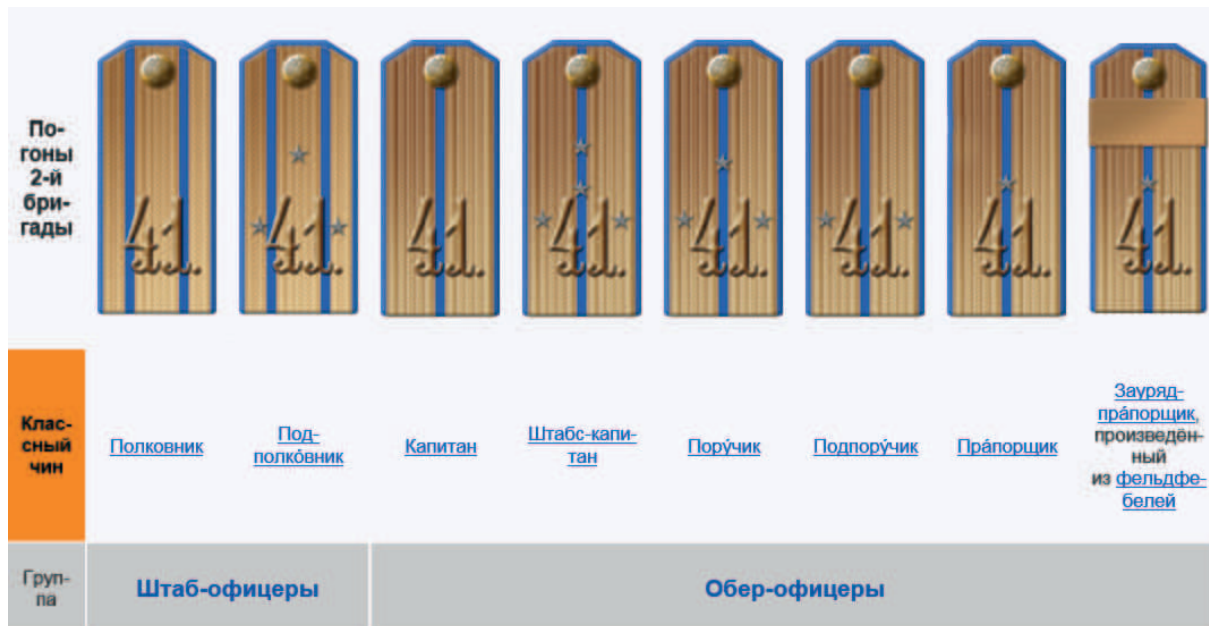 По-
гоны
2-й
бри-
гады
41.
41.
41.
41.
41.
41.
41.
41.
Клас-
сный
чин
Полковник
Под-
полко́вник
Капитан
Штабс-капи-
тан
Пору́чик
Подпору́чик
Пра́порщик
Зауряд-
пра́порщик,
произведён-
ный
из фельдфе-
белей
Груп-
па
Штаб-офицеры
Обер-офицеры